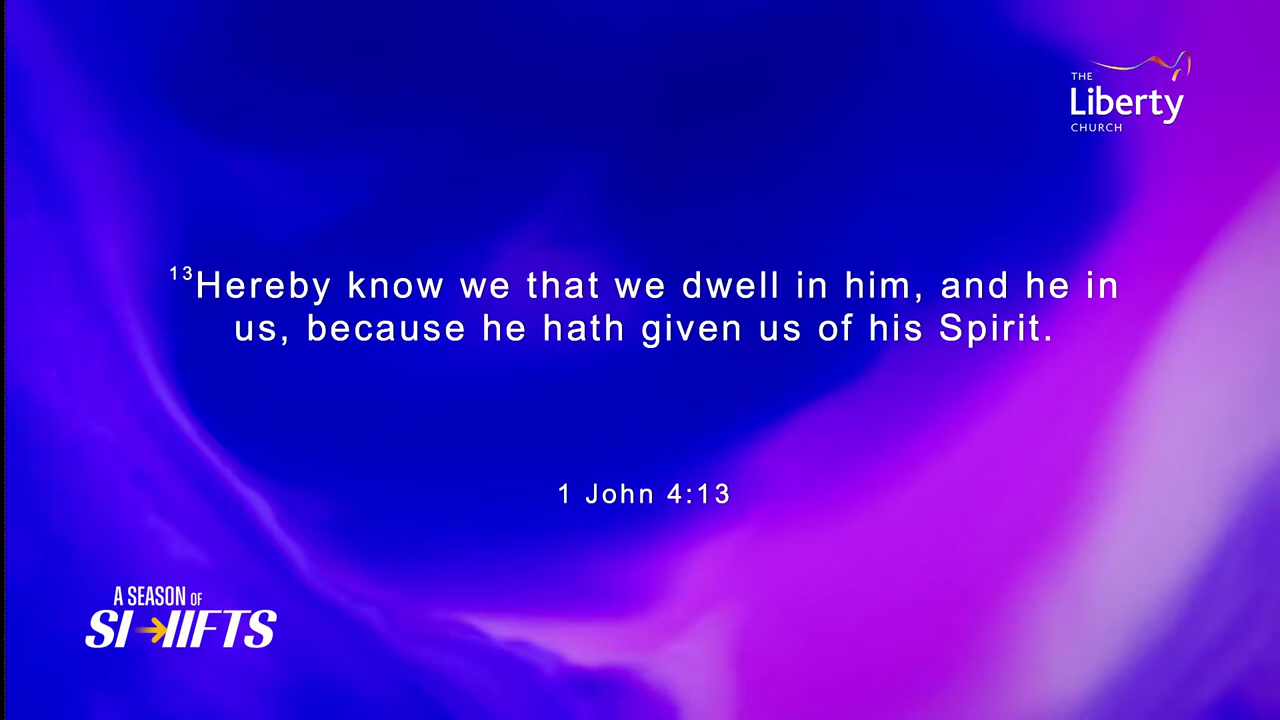 THE
Liberty
CHURCH
¹³Hereby know we that we dwell in him, and he in
us, because he hath given us of his Spirit.
1 John 4:13
A SEASON OF
SHIFTS